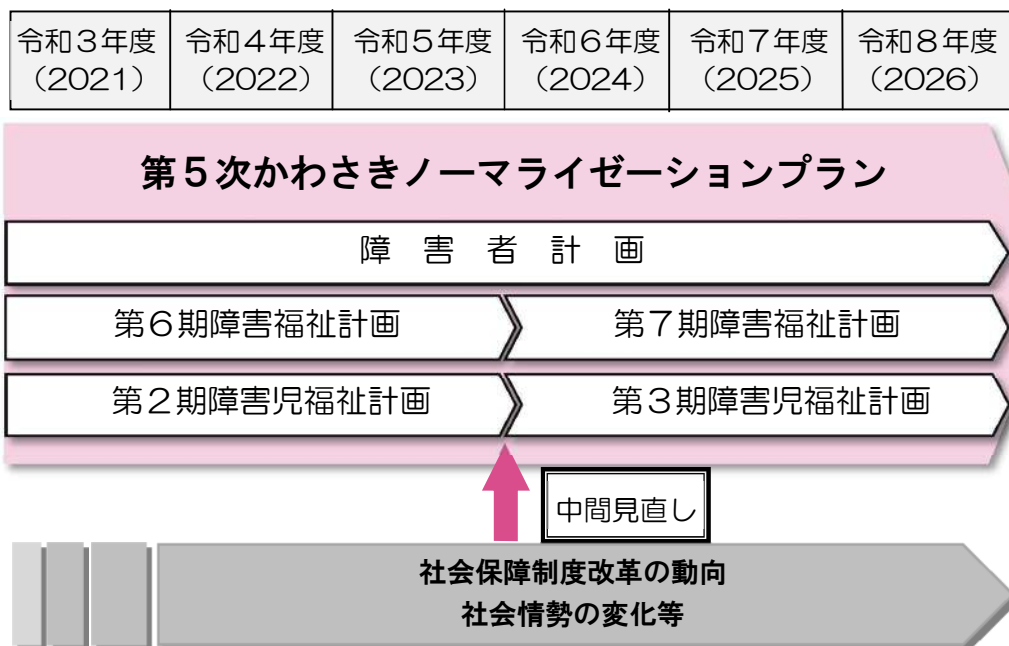 令和3年度 令和4年度 令和5年度 令和6年度 令和7年度 令和8年度
(2021) (2022) (2023) (2024) (2025) (2026)
第5次かわさきノーマライゼーションプラン
障害者計画
第6期障害福祉計画 第7期障害福祉計画
第2期障害児福祉計画 第3期障害児福祉計画
中間見直し
社会保障制度改革の動向
社会情勢の変化等